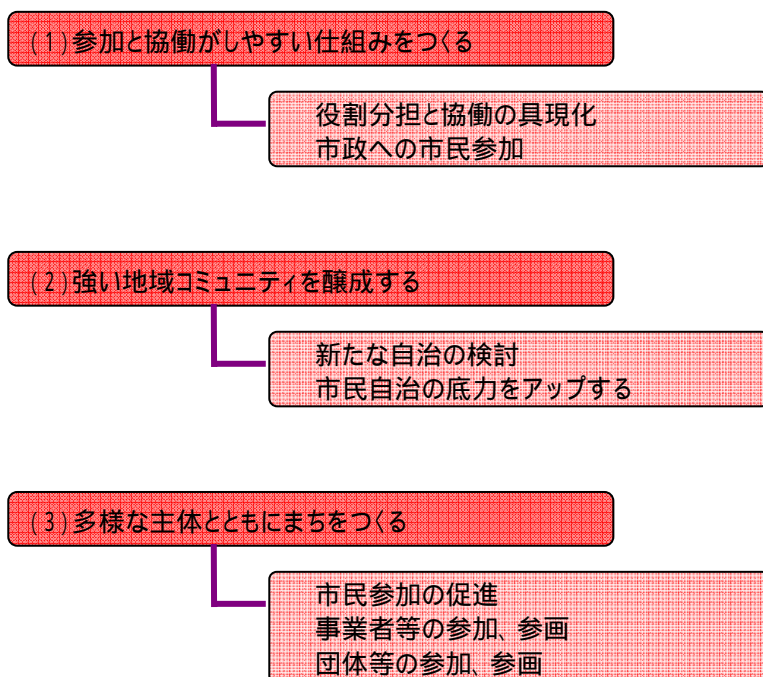 (1)参加と協働がしやすい仕組みをつくる
役割分担と協働の具現化
市政への市民参加
(2)強い地域コミュニティを醸成する
新たな自治の検討
市民自治の底力をアップする
(3)多様な主体とともにまちをつくる
市民参加の促進
事業者等の参加、参画
団体等の参加、参画